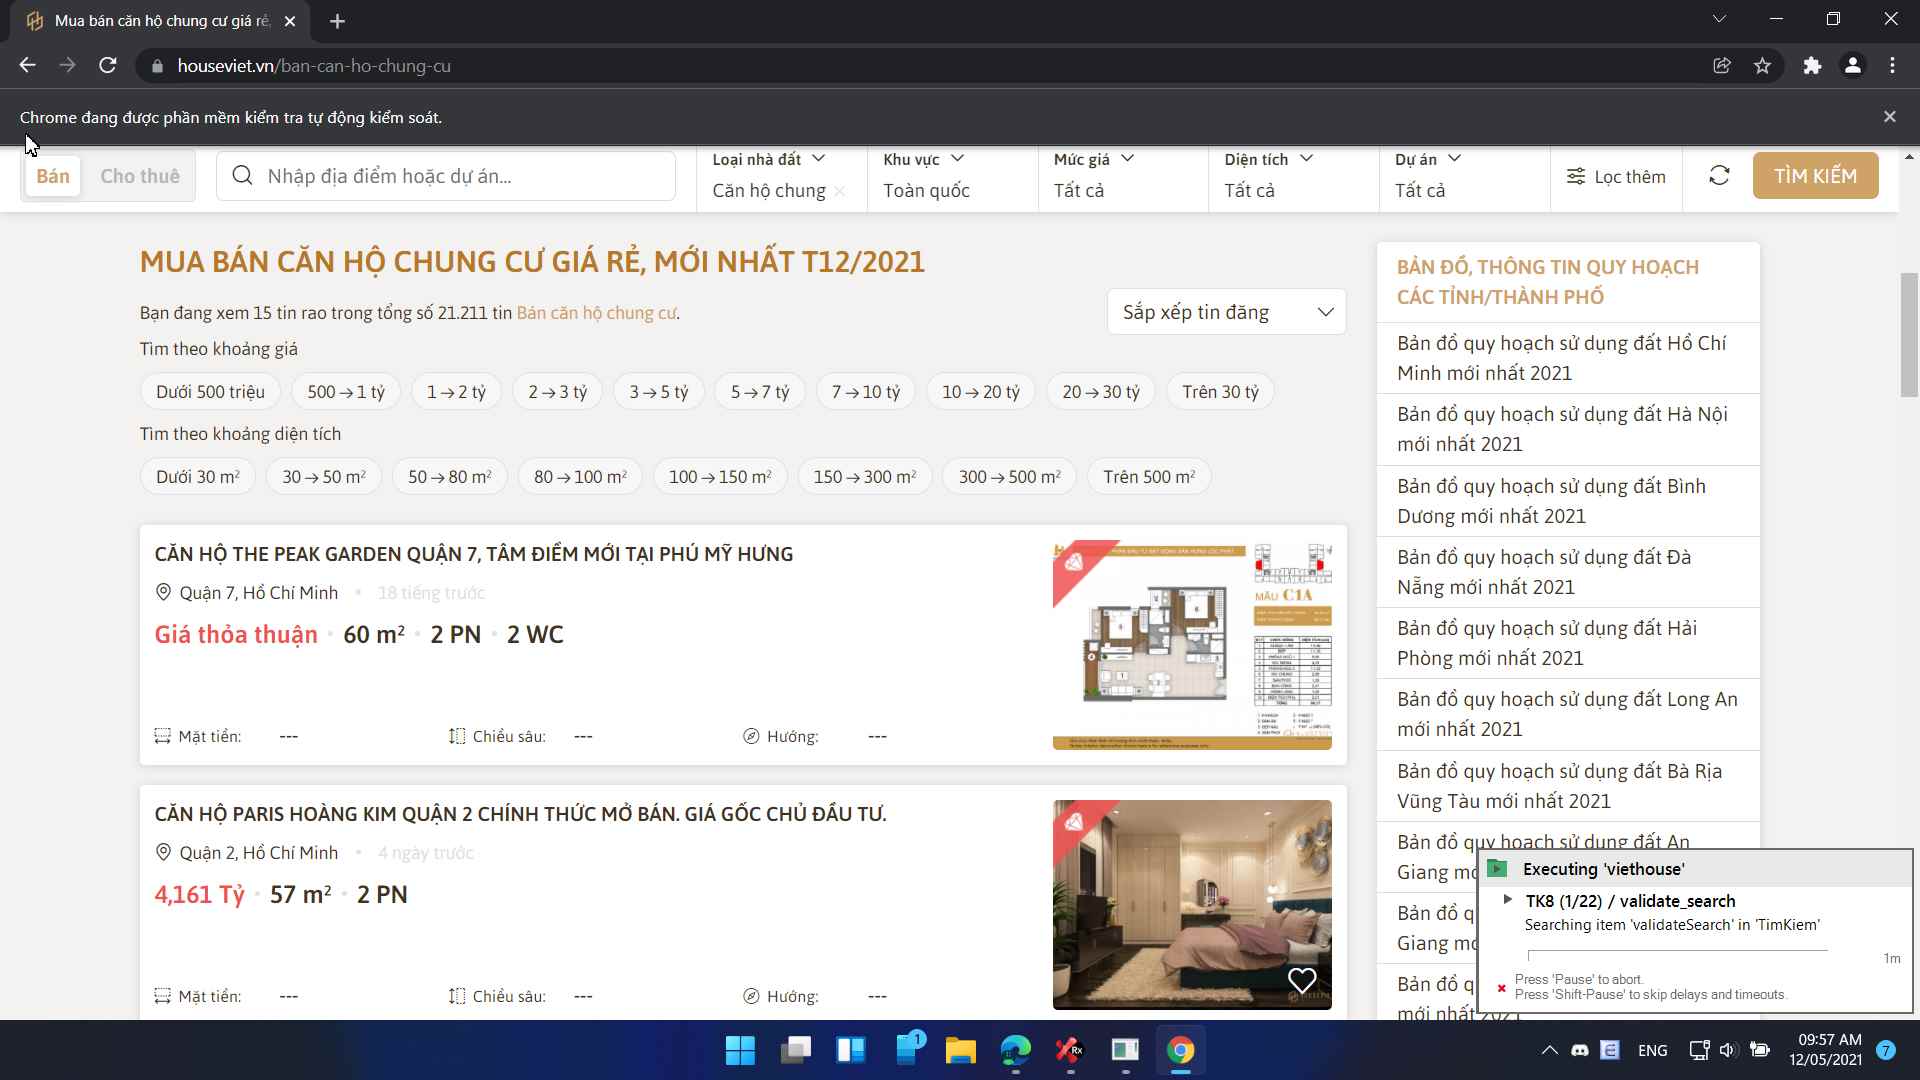 Mua bán căn hộ chung cư giá rẻ,
houseviet.vn/ban-can-ho-chung-cu
Chrome đang được phần mềm kiểm tra tự động kiểm soát.
Bán
Cho thuê
Nhập địa điểm hoặc dự án...
Loại nhà đất
Căn hộ chung
Khu vực
Toàn quốc
Mức giá
Tất cả
Diện tích
Tất cả
Dự án
Tất cả
Lọc thêm
TÌM KIẾM
MUA BÁN CĂN HỘ CHUNG CƯ GIÁ RẺ, MỚI NHẤT T12/2021
Bạn đang xem 15 tin rao trong tổng số 21.211 tin Bán căn hộ chung cư.
Sắp xếp tin đăng
Tìm theo khoảng giá
Dưới 500 triệu
500 → 1 tỷ
1 → 2 tỷ
2 → 3 tỷ
3 → 5 tỷ
5 → 7 tỷ
7 → 10 tỷ
10 → 20 tỷ
20 → 30 tỷ
Trên 30 tỷ
Tìm theo khoảng diện tích
Dưới 30 m²
30 → 50 m²
50 → 80 m²
80 → 100 m²
100 → 150 m²
150 → 300 m²
300 → 500 m²
Trên 500 m²
CĂN HỘ THE PEAK GARDEN QUẬN 7, TÂM ĐIỂM MỚI TẠI PHÚ MỸ HƯNG
Quận 7, Hồ Chí Minh • 18 tiếng trước
Giá thỏa thuận • 60 m² • 2 PN • 2 WC
Mặt tiền: ---
Chiều sâu: ---
Hướng: ---
MẪU C1A
CĂN HỘ PARIS HOÀNG KIM QUẬN 2 CHÍNH THỨC MỞ BÁN. GIÁ GỐC CHỦ ĐẦU TƯ.
Quận 2, Hồ Chí Minh • 4 ngày trước
4,161 Tỷ • 57 m² • 2 PN
Mặt tiền: ---
Chiều sâu: ---
Hướng: ---
BẢN ĐỒ, THÔNG TIN QUY HOẠCH
CÁC TỈNH/THÀNH PHỐ
Bản đồ quy hoạch sử dụng đất Hồ Chí
Minh mới nhất 2021
Bản đồ quy hoạch sử dụng đất Hà Nội
mới nhất 2021
Bản đồ quy hoạch sử dụng đất Bình
Dương mới nhất 2021
Bản đồ quy hoạch sử dụng đất Đà
Nẵng mới nhất 2021
Bản đồ quy hoạch sử dụng đất Hải
Phòng mới nhất 2021
Bản đồ quy hoạch sử dụng đất Long An
mới nhất 2021
Bản đồ quy hoạch sử dụng đất Bà Rịa
Vũng Tàu mới nhất 2021
Bản đồ quy hoạch sử dụng đất An
Giang
Bản đồ
Giang
Bản đồ
mới nhất 2021
Executing 'viethouse'
TK8 (1/22) / validate_search
Searching item 'validateSearch' in 'TimKiem'
1m
Press 'Pause' to abort.
Press 'Shift-Pause' to skip delays and timeouts.
1
Rx
ENG
09:57 AM
12/05/2021
7